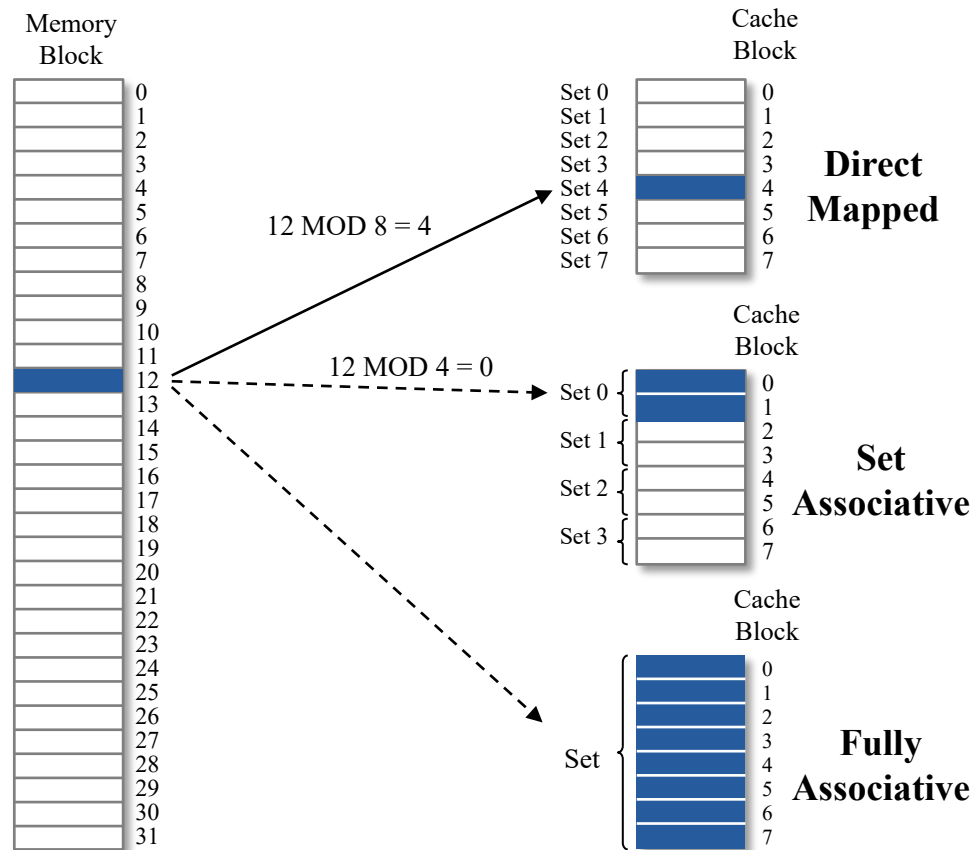 Memory
Block
0
1
2
3
4
5
6
7
8
9
10
11
12
13
14
15
16
17
18
19
20
21
22
23
24
25
26
27
28
29
30
31
12 MOD 8 = 4
12 MOD 4 = 0
Cache
Block
Set 0 0
Set 1 1
Set 2 2
Set 3 3
Set 4 4
Set 5 5
Set 6 6
Set 7 7
Direct
Mapped
Cache
Block
Set 0
0
1
Set 1
2
3
Set 2
4
5
Set 3
6
7
Set
Associative
Cache
Block
Set
0
1
2
3
4
5
6
7
Fully
Associative